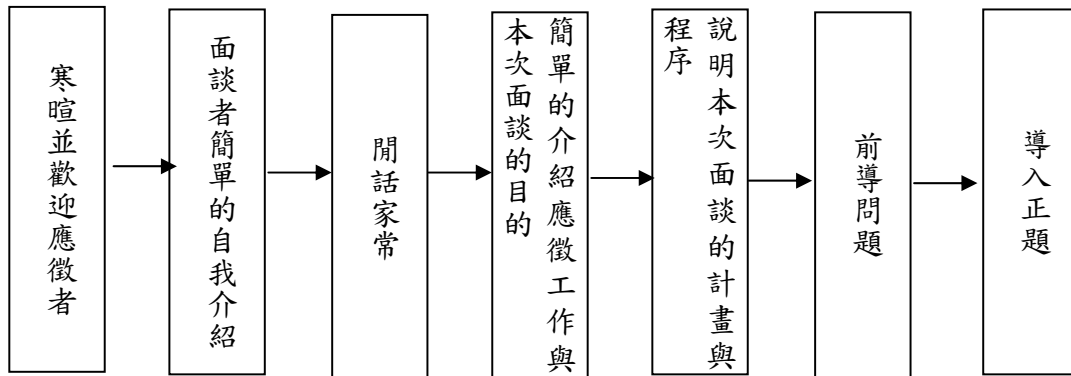 寒暄並歡迎應徵者
面談者簡單的自我介紹
閒話家常
簡單的介紹應徵工作與
本次面談的目的
說明本次面談的計畫與
程序
前導問題
導入正題